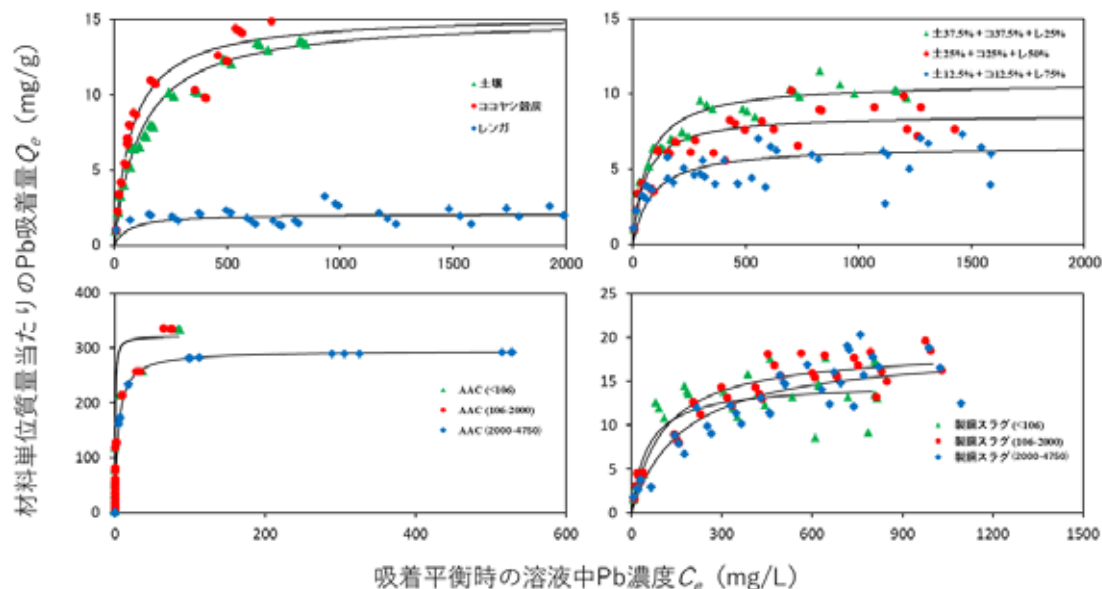 材料単位質量当たりのPb吸着量Qe (mg/g)
15
10
5
0
0
500
1000
1500
2000
土壌
ココヤシ殻炭
レンガ
15
10
5
0
0
500
1000
1500
2000
土37.5%+コ37.5%+レ25%
土25%+コ25%+レ50%
土12.5%+コ12.5%+レ75%
400
300
200
100
0
0
200
400
600
AAC (<106)
AAC (106-2000)
AAC (2000-4750)
25
20
15
10
5
0
0
300
600
900
1200
1500
製鋼スラグ (<106)
製鋼スラグ (106-2000)
製鋼スラグ (2000-4750)
吸着平衡時の溶液中Pb濃度Ce (mg/L)